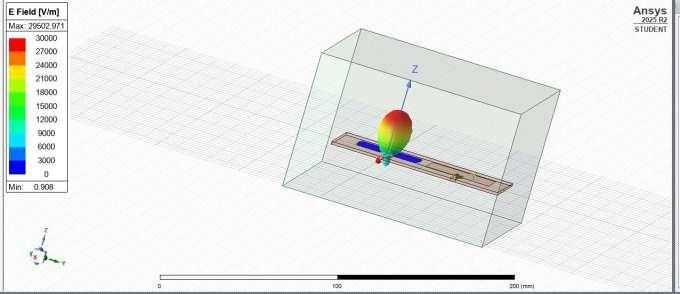 E Field [V/m]
Max: 29502.971
30000
27000
24000
21000
18000
15000
12000
9000
6000
3000
0
Min: 0.908
Ansys
2025 R2
STUDENT
Z
Z
X
Y
0
100
200 (mm)